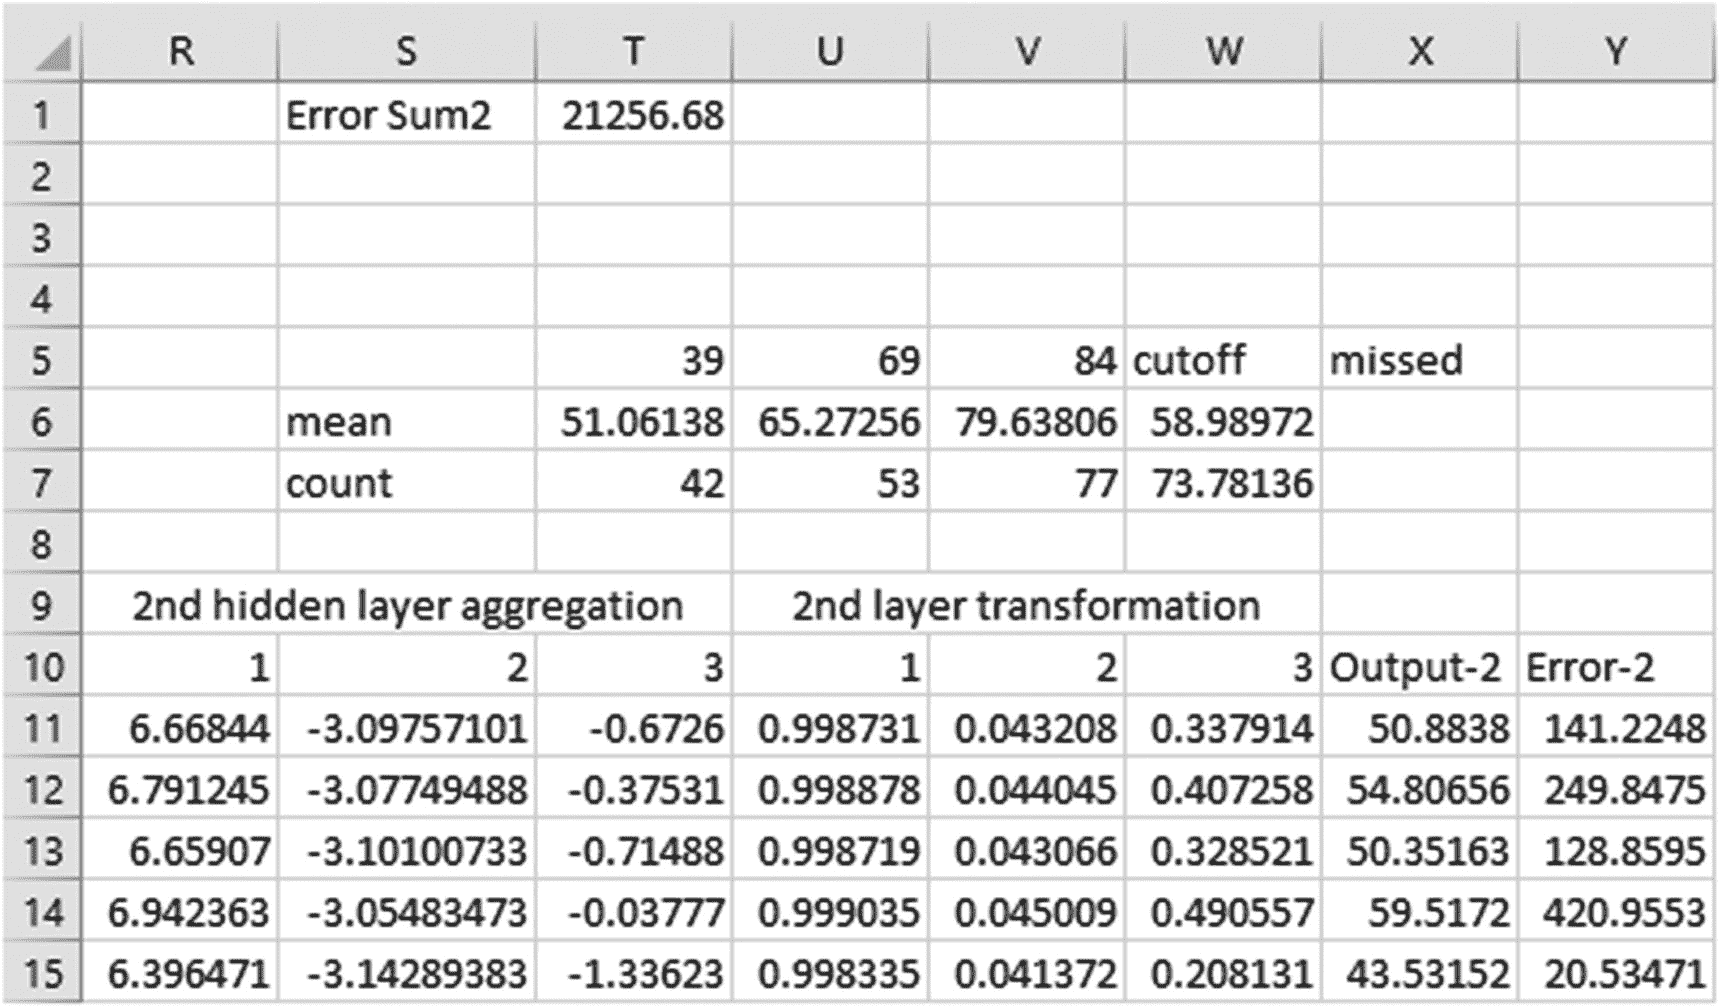 R S T U V W X Y
1 Error Sum2 21256.68
2
3
4
5 39 69 84 cutoff missed
6 mean 51.06138 65.27256 79.63806 58.98972
7 count 42 53 77 73.78136
8
9 2nd hidden layer aggregation 2nd layer transformation
10 1 2 3 1 2 3 Output-2 Error-2
11 6.66844 -3.09757101 -0.6726 0.998731 0.043208 0.337914 50.8838 141.2248
12 6.791245 -3.07749488 -0.37531 0.998878 0.044045 0.407258 54.80656 249.8475
13 6.65907 -3.10100733 -0.71488 0.998719 0.043066 0.328521 50.35163 128.8595
14 6.942363 -3.05483473 -0.03777 0.999035 0.045009 0.490557 59.5172 420.9553
15 6.396471 -3.14289383 -1.33623 0.998335 0.041372 0.208131 43.53152 20.53471